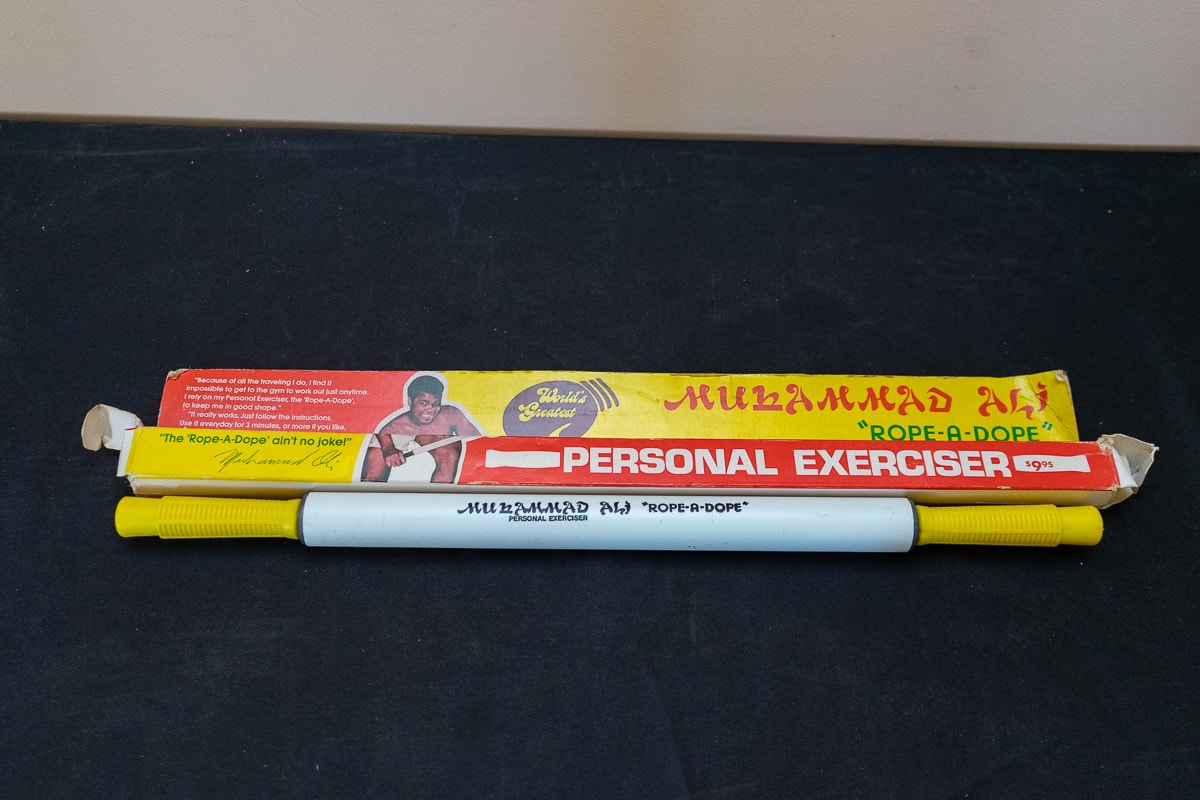 "Because of all the traveling I do, I find it
impossible to get to the gym to work out just anytime.
I rely on my Personal Exerciser, the 'Rope-A-Dope',
to keep me in good shape."
"It really works. Just follow the instructions.
Use it everyday for 3 minutes, or more if you like,
"The 'Rope-A-Dope' ain't no joke!"
Muhammad Ali
World's
Greatest
MUHAMMAD ALI
"ROPE-A-DOPE"
PERSONAL EXERCISER
$9.95
MUHAMMAD ALI "ROPE-A-DOPE"
PERSONAL EXERCISER